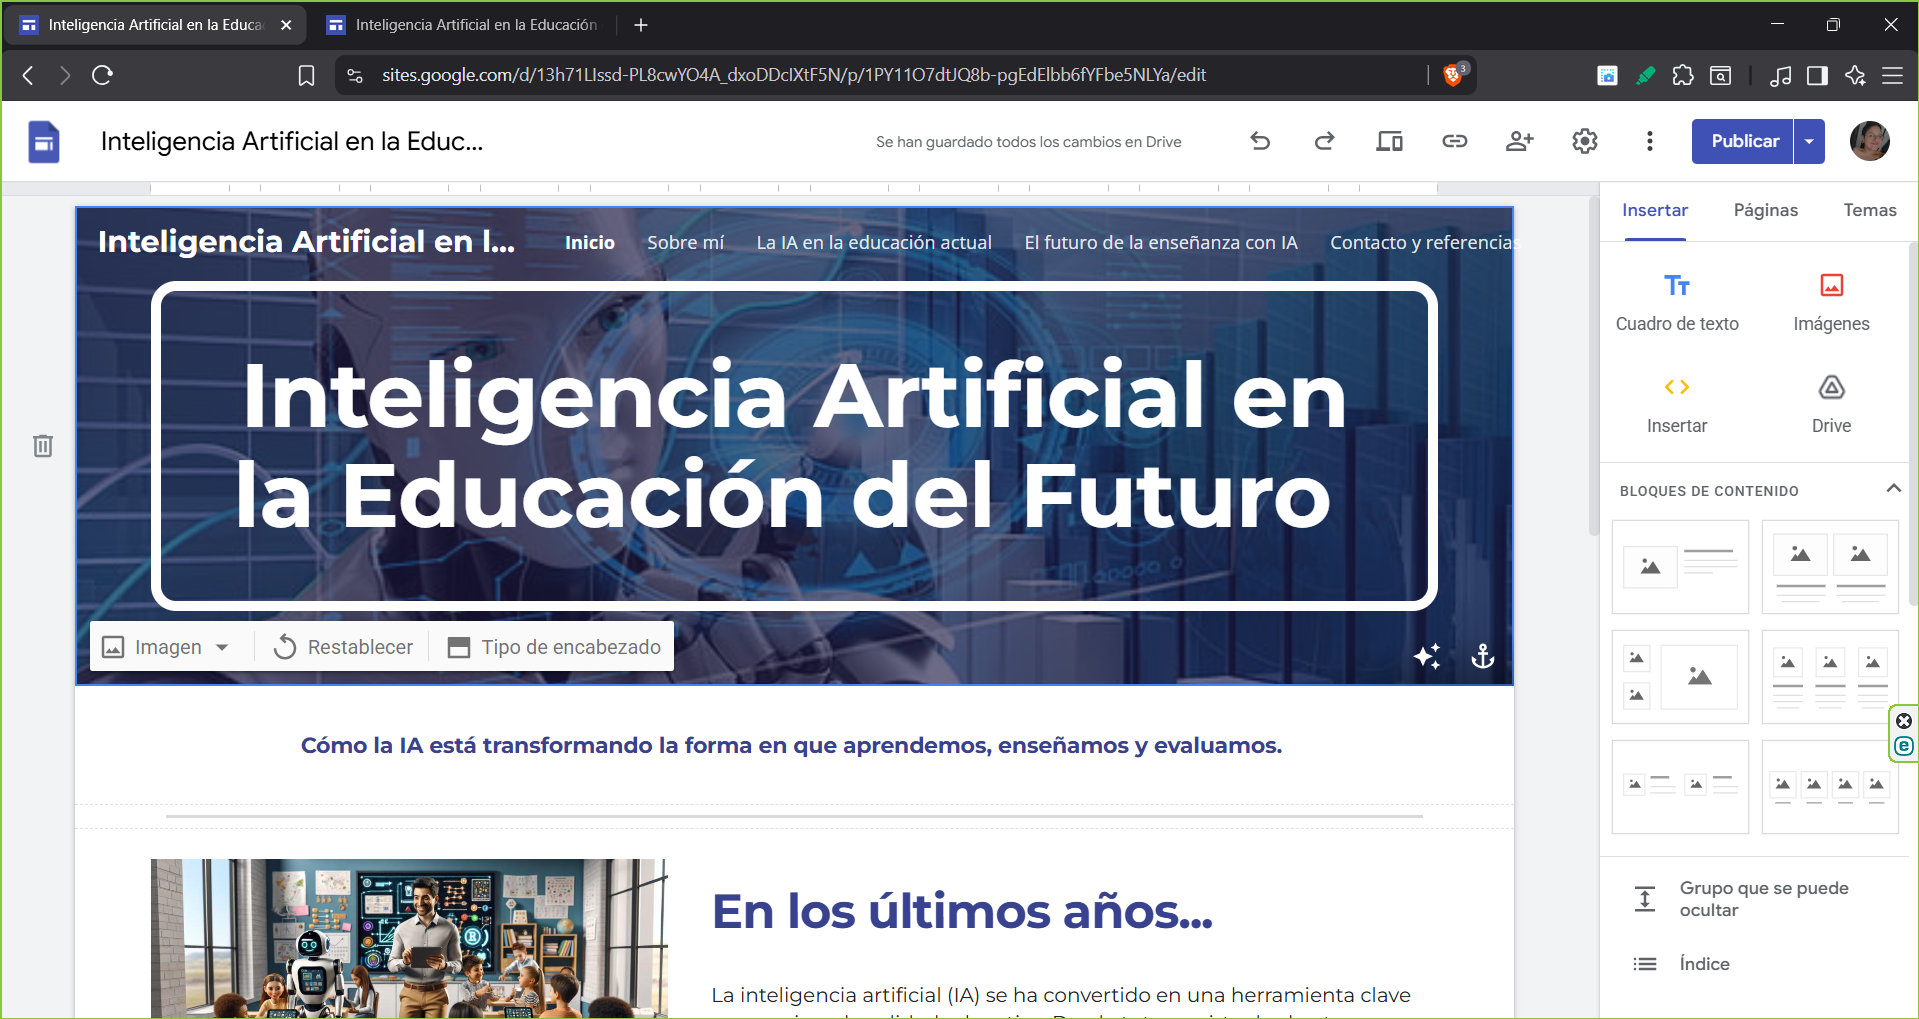 Inteligencia Artificial en la Educa
Inteligencia Artificial en la Educación
sites.google.com/d/13h71LIssd-PL8cwYO4A_dxoDDcIXtF5N/p/1PY11O7dtJQ8b-pgEdElbb6fYFbe5NLYa/edit
3
Inteligencia Artificial en la Educ...
Se han guardado todos los cambios en Drive
Publicar
Insertar
Páginas
Temas
Inteligencia Artificial en l...
Inicio
Sobre mí
La IA en la educación actual
El futuro de la enseñanza con IA
Contacto y referencias
Inteligencia Artificial en
la Educación del Futuro
Imagen
Restablecer
Tipo de encabezado
Cómo la IA está transformando la forma en que aprendemos, enseñamos y evaluamos.
En los últimos años...
La inteligencia artificial (IA) se ha convertido en una herramienta clave
Cuadro de texto
Imágenes
Insertar
Drive
BLOQUES DE CONTENIDO
Grupo que se puede
ocultar
Índice